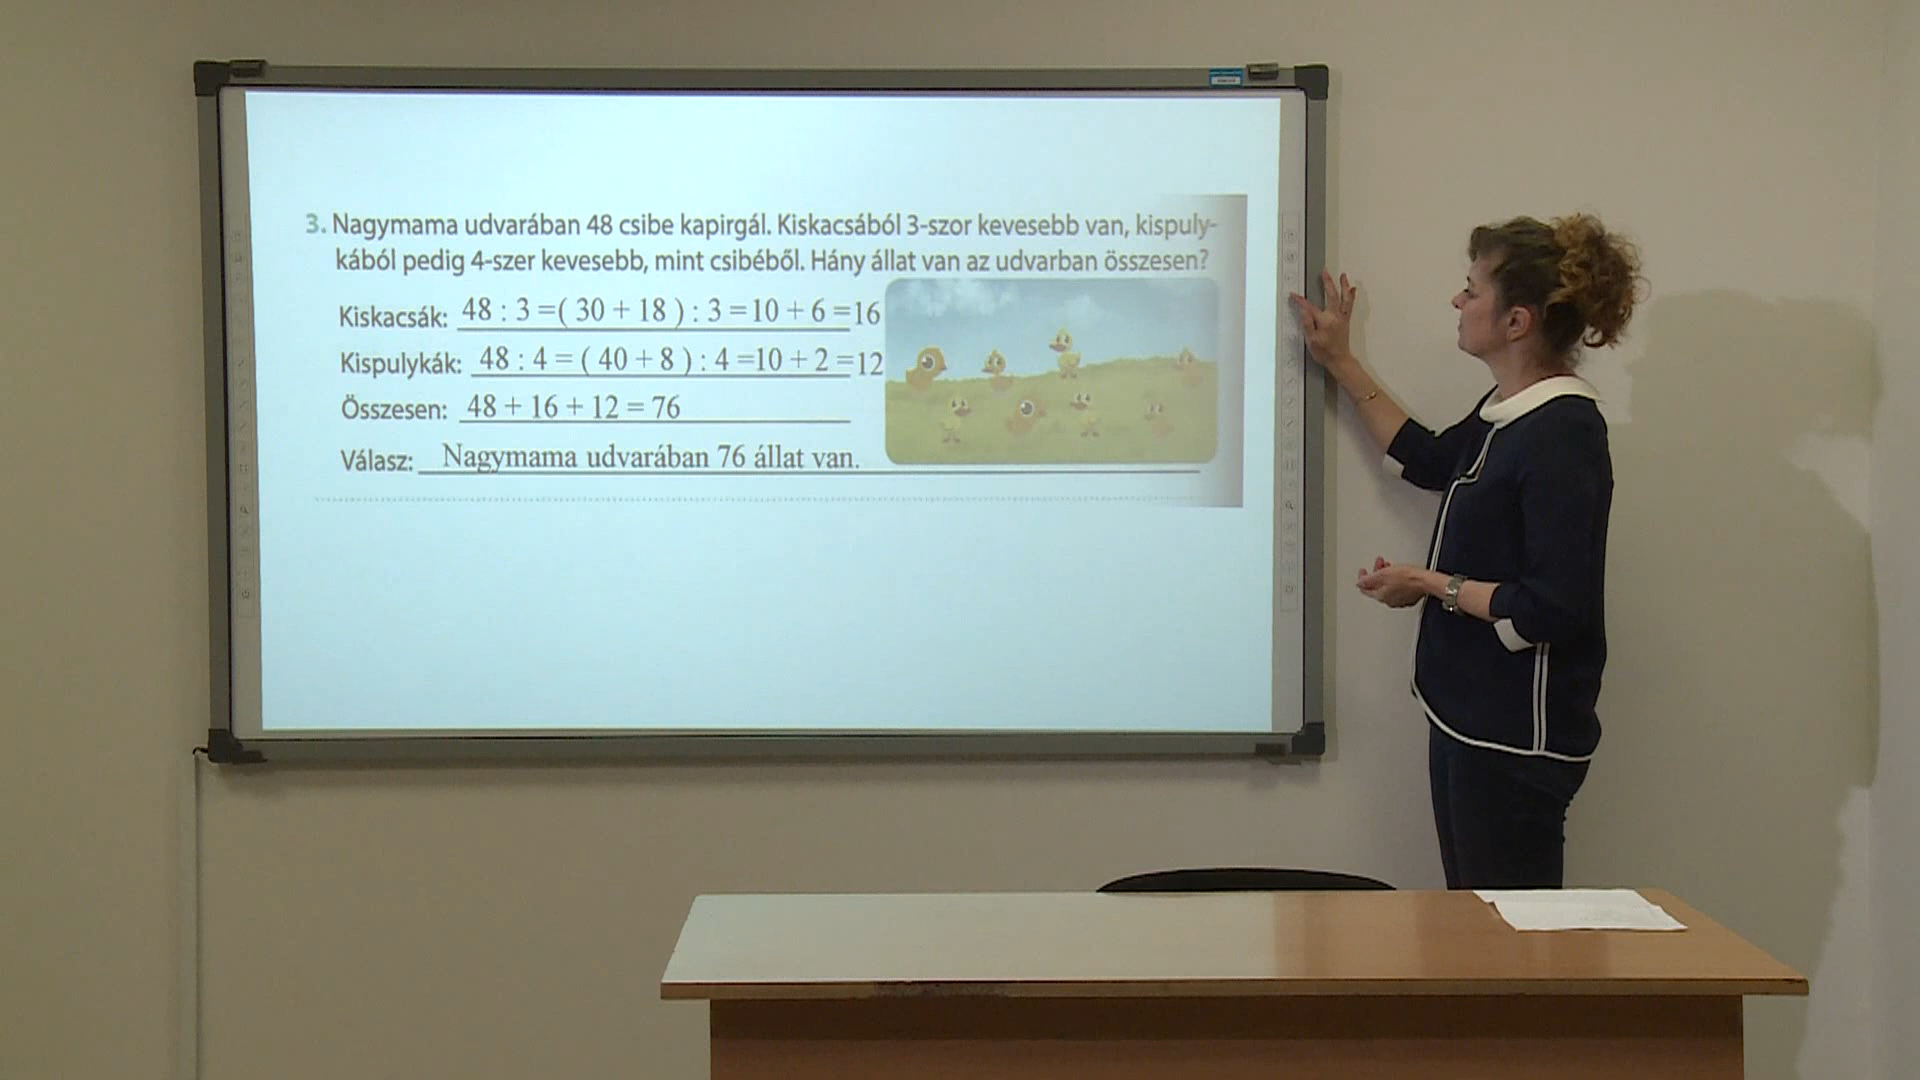 3. Nagymama udvarában 48 csibe kapirgál. Kiskacsából 3-szor kevesebb van, kispuly-
kából pedig 4-szer kevesebb, mint csibéből. Hány állat van az udvarban összesen?
Kiskacsák: 48 : 3 =( 30 + 18 ) : 3 = 10 + 6 =16
Kispulykák: 48 : 4 = ( 40 + 8 ) : 4 =10 + 2 =12
Összesen: 48 + 16 + 12 = 76
Válasz: Nagymama udvarában 76 állat van.